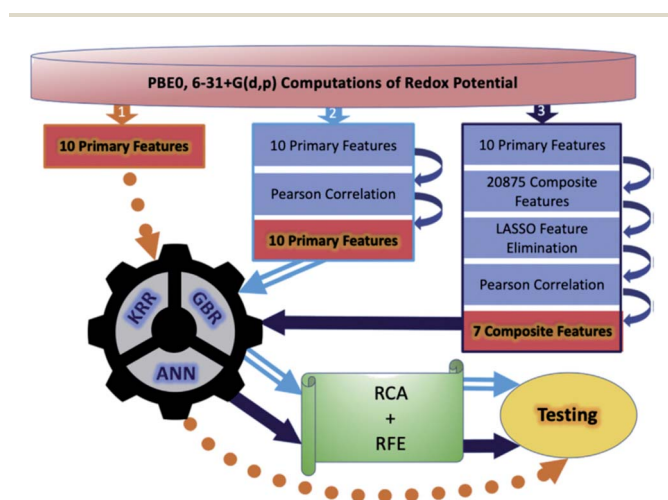 PBE0, 6-31+G(d,p) Computations of Redox Potential
1
2
3
10 Primary Features
10 Primary Features
Pearson Correlation
10 Primary Features
10 Primary Features
20875 Composite
Features
LASSO Feature
Elimination
Pearson Correlation
7 Composite Features
KRR
GBR
ANN
RCA
+
RFE
Testing